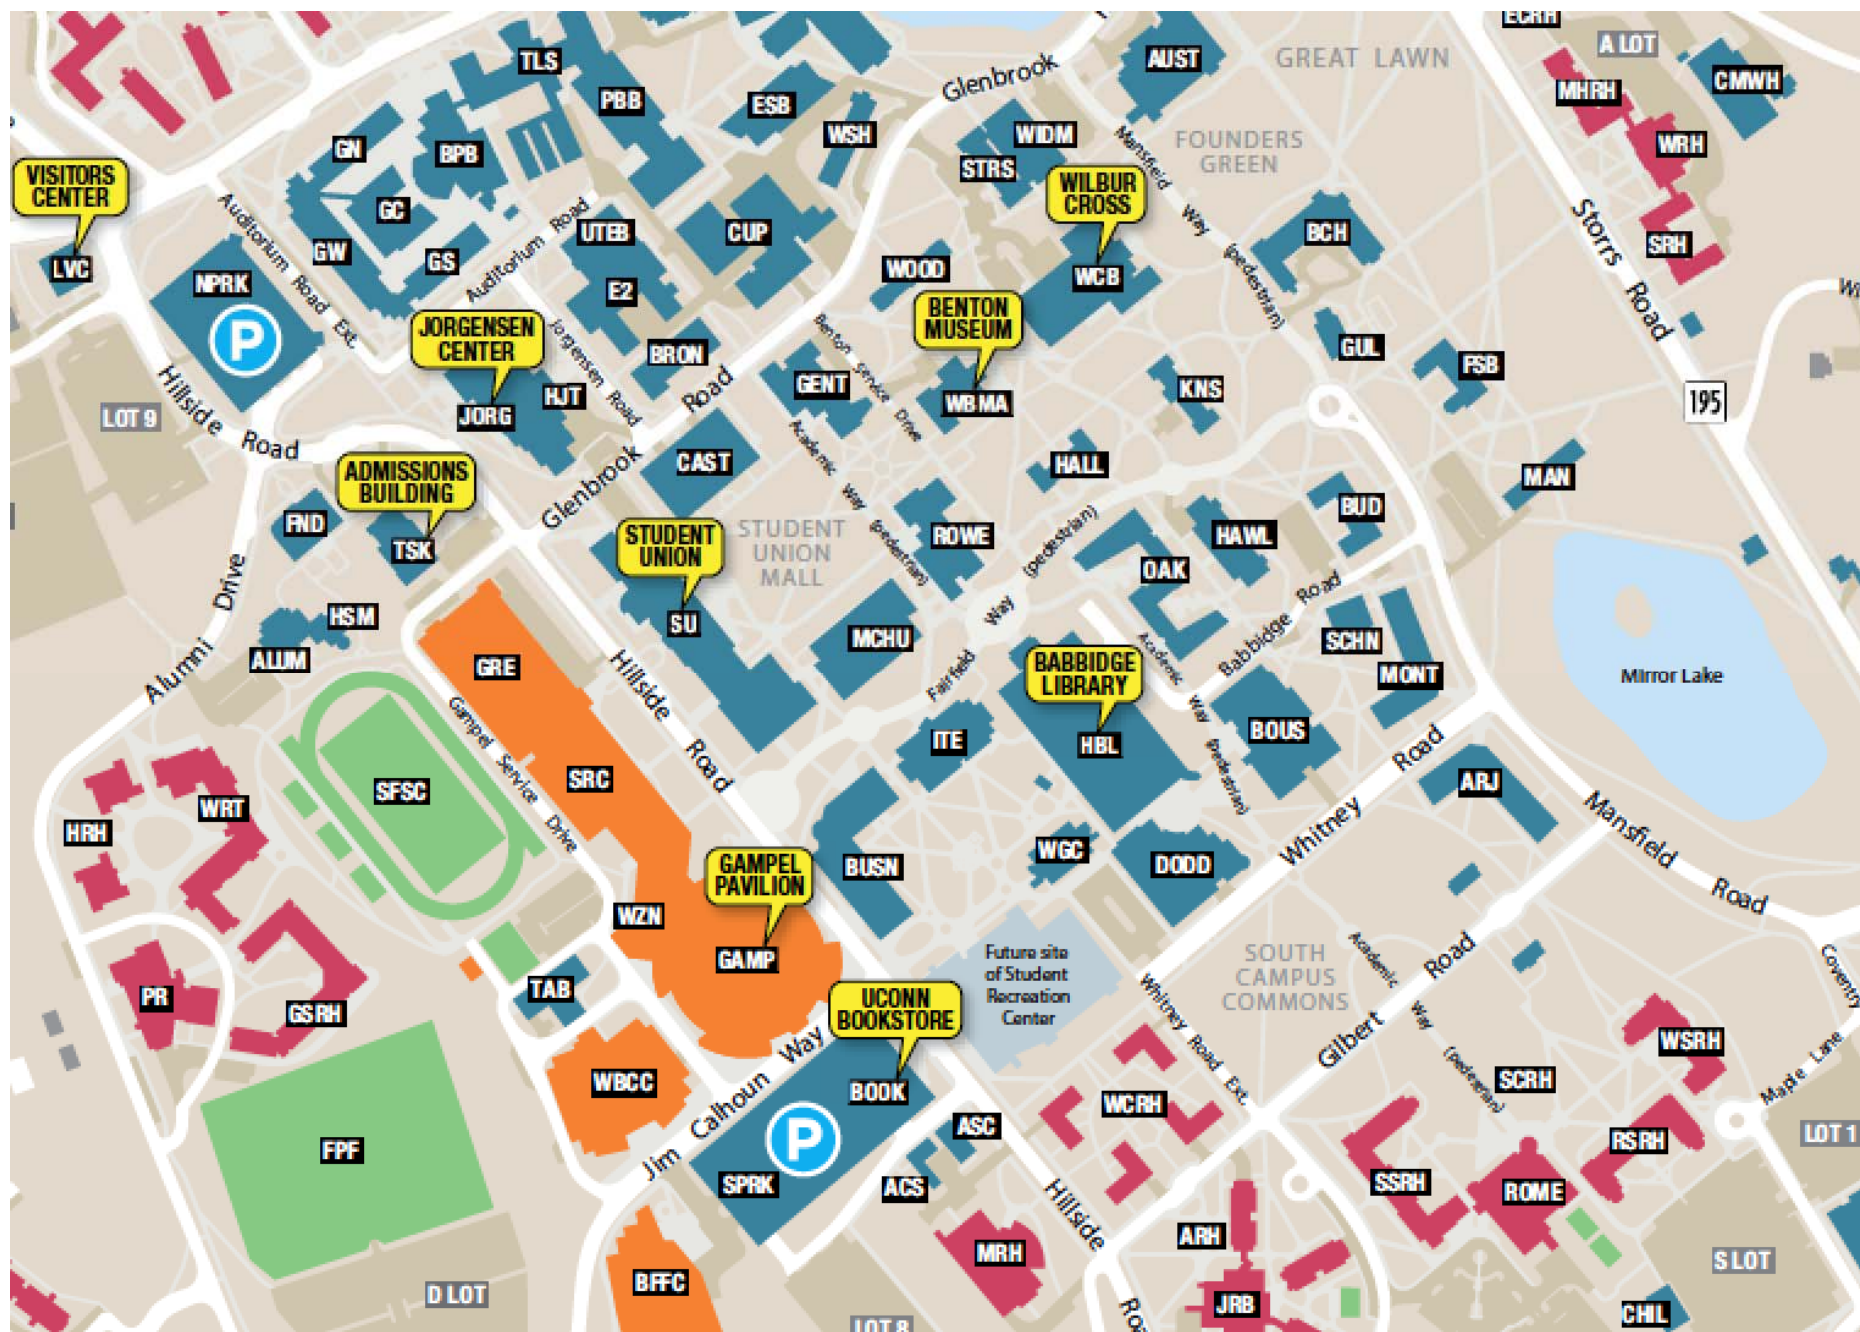 ECRH
A LOT
GREAT LAWN
AUST
CMWH
MHRH
TLS
PBB
ESB
Glenbrook
WSH
WIDM
STRS
Mansfield
Way
(pedestrian)
FOUNDERS
GREEN
WRH
GN
BPB
VISITORS
CENTER
LVC
GC
GW
GS
UTEB
CUP
WILBUR
CROSS
WCB
BCH
SRH
Storrs
Road
Auditorium Road Ext.
Auditorium Road
NPRK
P
E2
WOOD
BENTON
MUSEUM
WBMA
JORGENSEN
CENTER
JORG
HJT
Jorgensen Road
BRON
Road
Benton service Drive
GENT
KNS
GUL
FSB
195
LOT 9
Hillside Road
ADMISSIONS
BUILDING
TSK
FND
Glenbrook
CAST
Academic
Way
(pedestrian)
HALL
MAN
BUD
HAWL
STUDENT
UNION
SU
STUDENT
UNION
MALL
ROWE
(pedestrian)
OAK
Alumni Drive
HSM
ALUM
GRE
MCHU
Way
Fairfield
Babbidge Road
SCHN
MONT
Mirror Lake
BABBIDGE
LIBRARY
HBL
Academic
Way
(pedestrian)
BOUS
Hillside
Road
Gampel Service Drive
SFSC
SRC
ITE
Whitney Road
ARJ
Mansfield Road
HRH
WRT
GAMPEL
PAVILION
GAMP
WZN
BUSN
WGC
DODD
PR
GSRH
TAB
UCONN
BOOKSTORE
BOOK
Future site
of Student
Recreation
Center
SOUTH
CAMPUS
COMMONS
Academic
Way
(pedestrian)
Gilbert Road
Coventry
Maple Lane
WSRH
Whitney Road Ext.
WBCC
Jim Calhoun Way
P
SPRK
ASC
ACS
WCRH
SCRH
RSRH
LOT 1
FPF
SSRH
ROME
Hillside
MRH
ARH
S LOT
D LOT
BFFC
JRB
CHIL
LOT 8